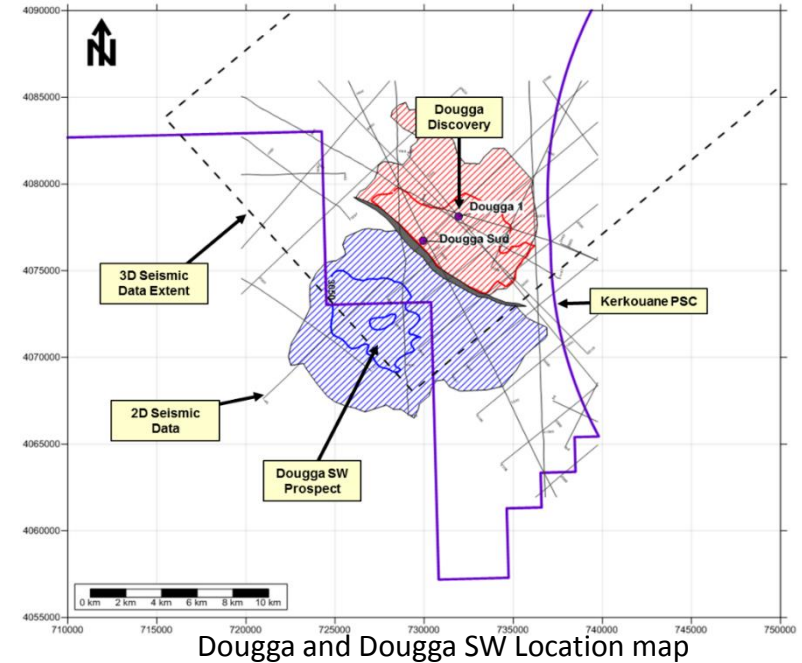 4090000
4085000
4080000
4075000
4070000
4065000
4060000
4055000
N
Dougga
Discovery
Dougga 1
Dougga Sud
3D Seismic
Data Extent
Kerkouane PSC
3650
2D Seismic
Data
Dougga SW
Prospect
0 km 2 km 4 km 6 km 8 km 10 km
710000 715000 720000 725000 730000 735000 740000 745000 750000
Dougga and Dougga SW Location map